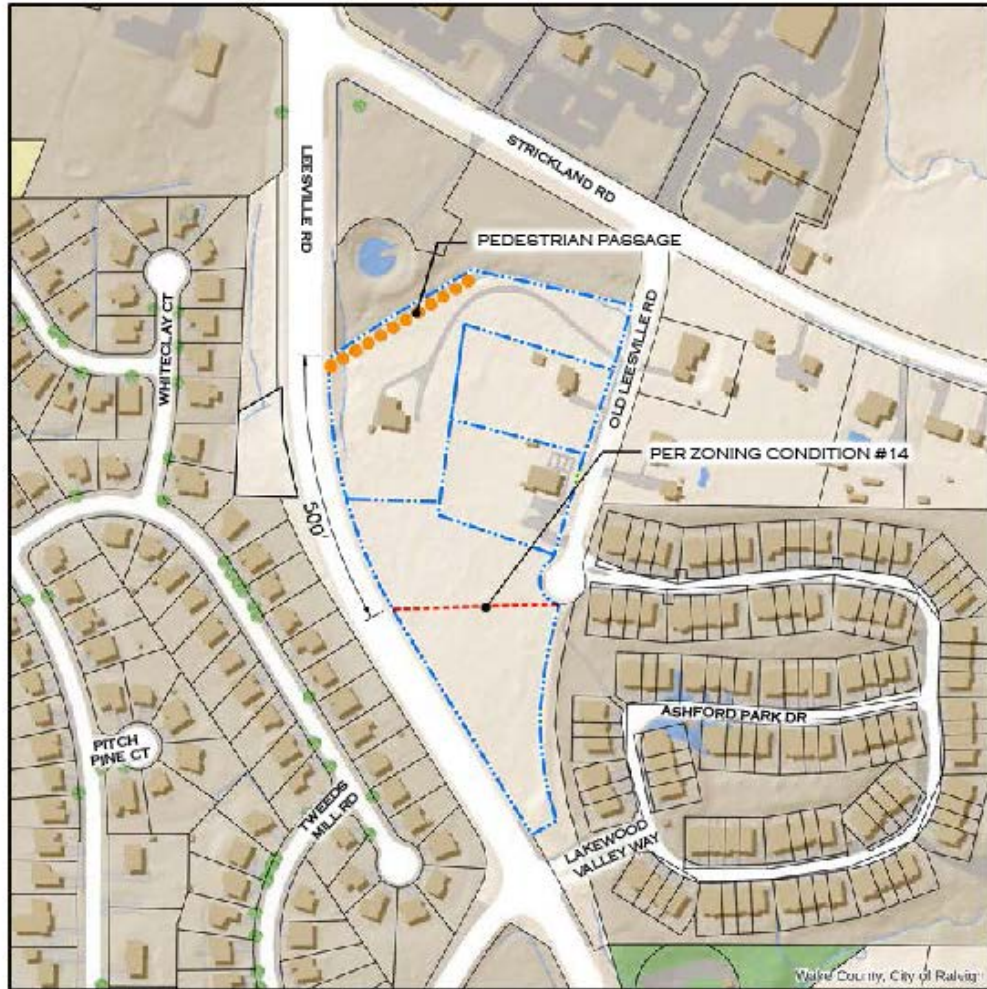 LEESVILLE RD
STRICKLAND RD
PEDESTRIAN PASSAGE
WHITECLAY CT
OLD LEESVILLE RD
PER ZONING CONDITION #14
500'
ASHFORD PARK DR
PITCH
PINE CT
TWEEDS
MILL RD
LAKEWOOD
VALLEY WAY
Wake County, City of Raleigh